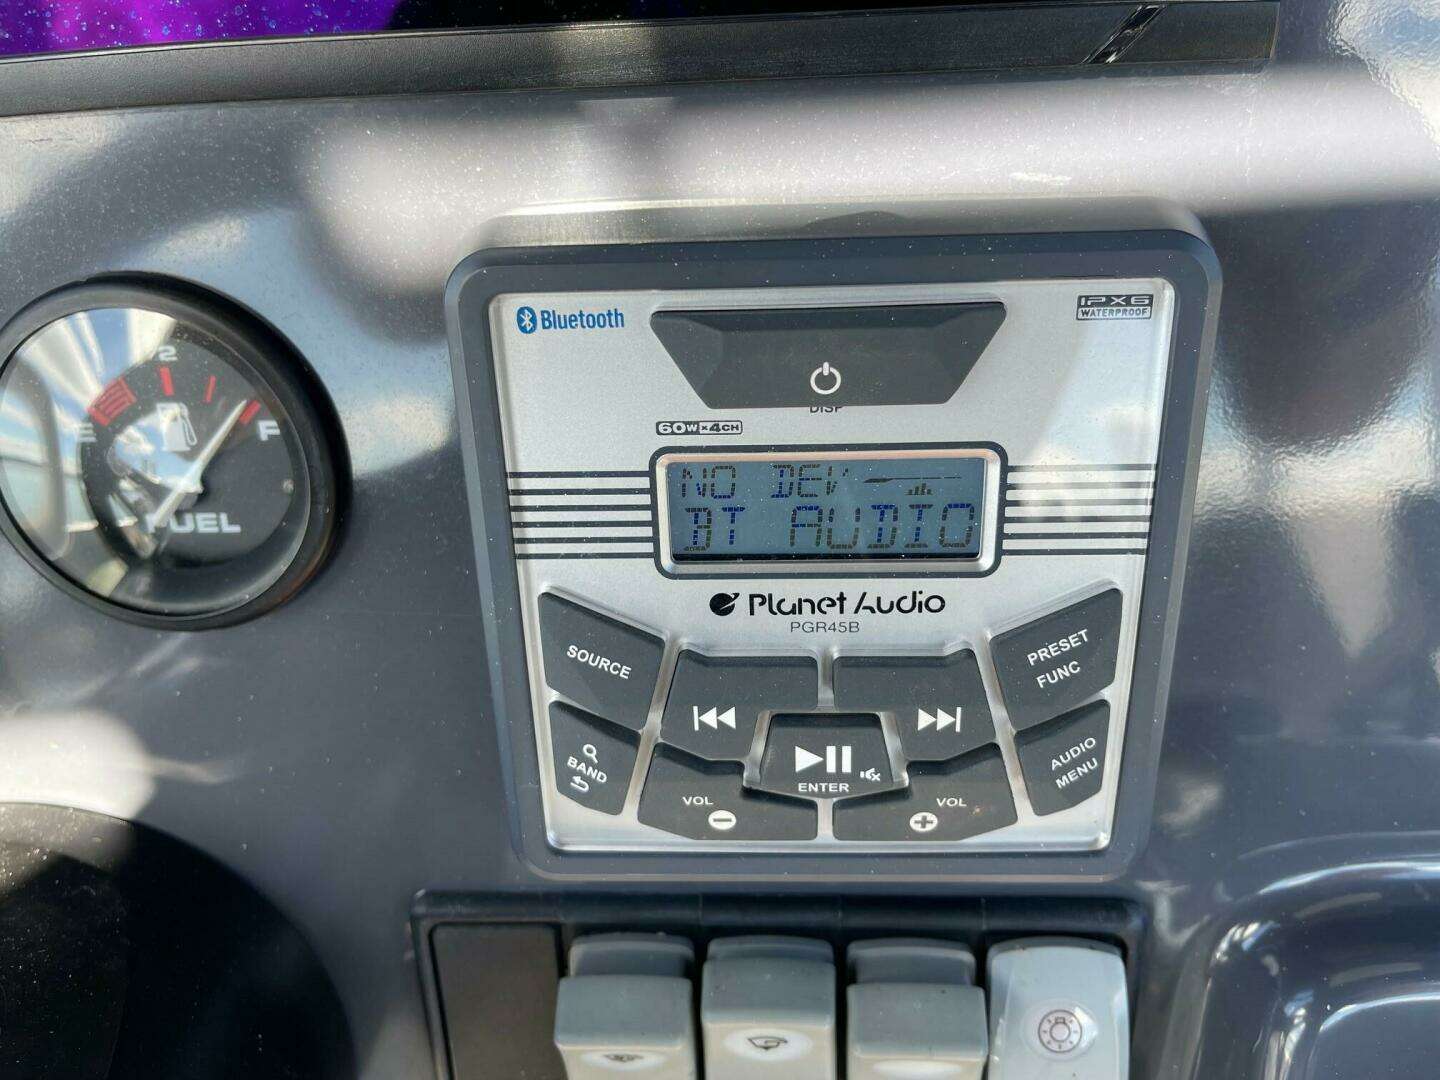 Bluetooth
IPX6
WATERPROOF
DISP
60W x 4CH
NO DEV
BT AUDIO
Planet Audio
PGR45B
SOURCE
PRESET
FUNC
BAND
AUDIO
MENU
ENTER
VOL
VOL
2
E
F
FUEL